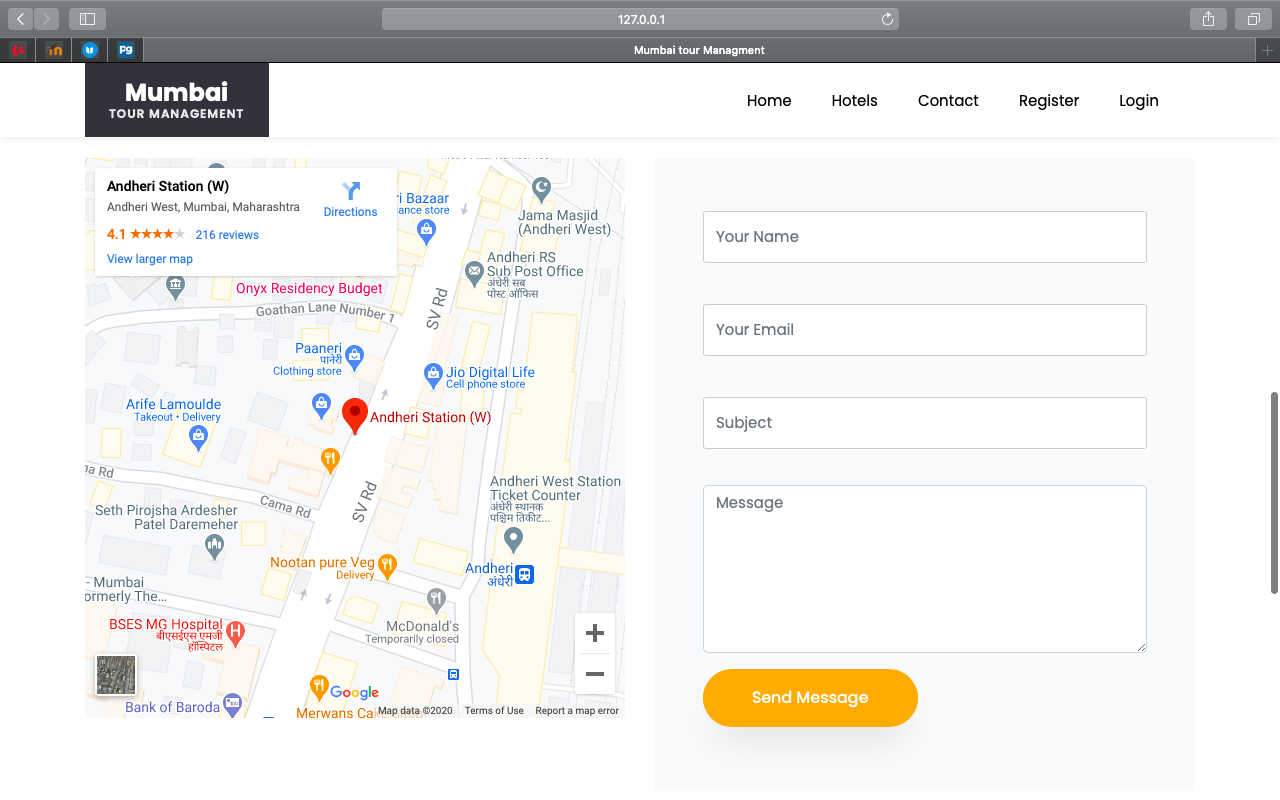 127.0.0.1
in
pg
Mumbai tour Managment
Mumbai
TOUR MANAGEMENT
Home
Hotels
Contact
Register
Login
Andheri Station (W)
Andheri West, Mumbai, Maharashtra
4.1
216 reviews
View larger map
Directions
ri Bazaar
ance store
Jama Masjid
(Andheri West)
Andheri RS
Sub Post Office
अंधेरी सब
पोस्ट ऑफिस
Onyx Residency Budget
Goathan Lane Number 1
SV Rd
Paaneri
पानेरी
Clothing store
Jio Digital Life
Cell phone store
Arife Lamoulde
Takeout • Delivery
Andheri Station (W)
na Rd
Cama Rd
SV Rd
Andheri West Station
Ticket Counter
अंधेरी स्थानक
पश्चिम तिकीट...
Seth Pirojsha Ardesher
Patel Daremeher
Nootan pure Veg
Delivery
Andheri
अंधेरी
- Mumbai
ormerly The...
McDonald's
Temporarily closed
BSES MG Hospital
बीएसईएस एमजी
हॉस्पिटल
H
Bank of Baroda
Google
Merwans Cake Shop
Map data ©2020
Terms of Use
Report a map error
Your Name
Your Email
Subject
Message
Send Message